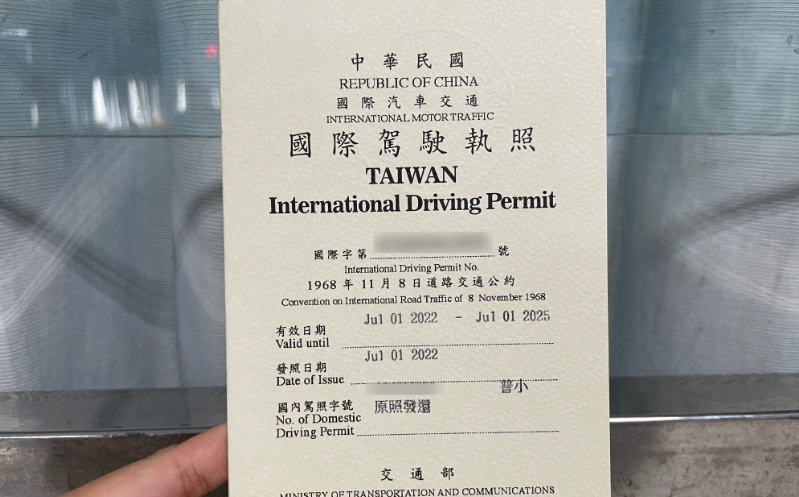 中華民國
REPUBLIC OF CHINA
國際汽車交通
INTERNATIONAL MOTOR TRAFFIC
國際駕駛執照
TAIWAN
International Driving Permit
國際字第 號
International Driving Permit No.
1968 年 11 月 8 日道路交通公約
Convention on International Road Traffic of 8 November 1968
有效日期 Jul 01 2022 - Jul 01 2025
Valid until
發照日期 Jul 01 2022
Date of Issue
普小
國內駕照字號 原照發還
No. of Domestic
Driving Permit
交通部
MINISTRY OF TRANSPORTATION AND COMMUNICATIONS